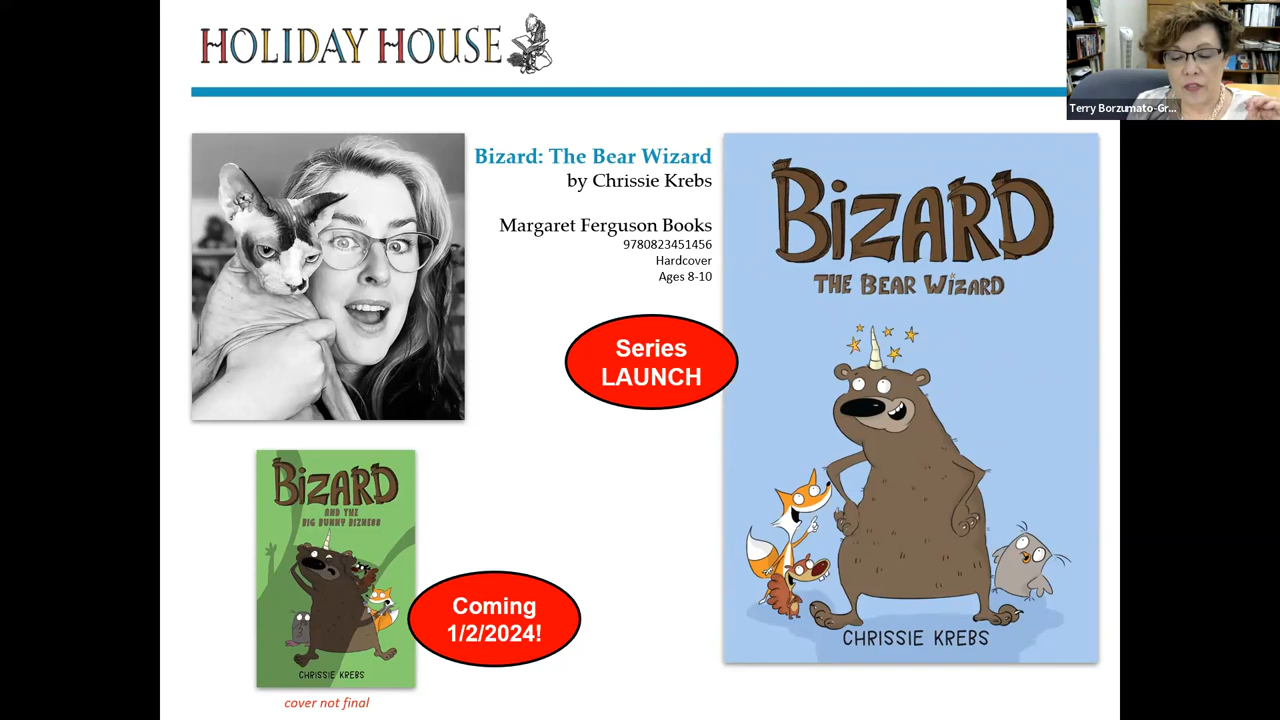 HOLIDAY HOUSE
Terry Borzumato-Gr...
Bizard: The Bear Wizard
by Chrissie Krebs
Margaret Ferguson Books
9780823451456
Hardcover
Ages 8-10
Series
LAUNCH
BIZARD
THE BEAR WIZARD
CHRISSIE KREBS
BIZARD
AND THE
BIG BUNNY BIZNESS
CHRISSIE KREBS
Coming
1/2/2024!
cover not final